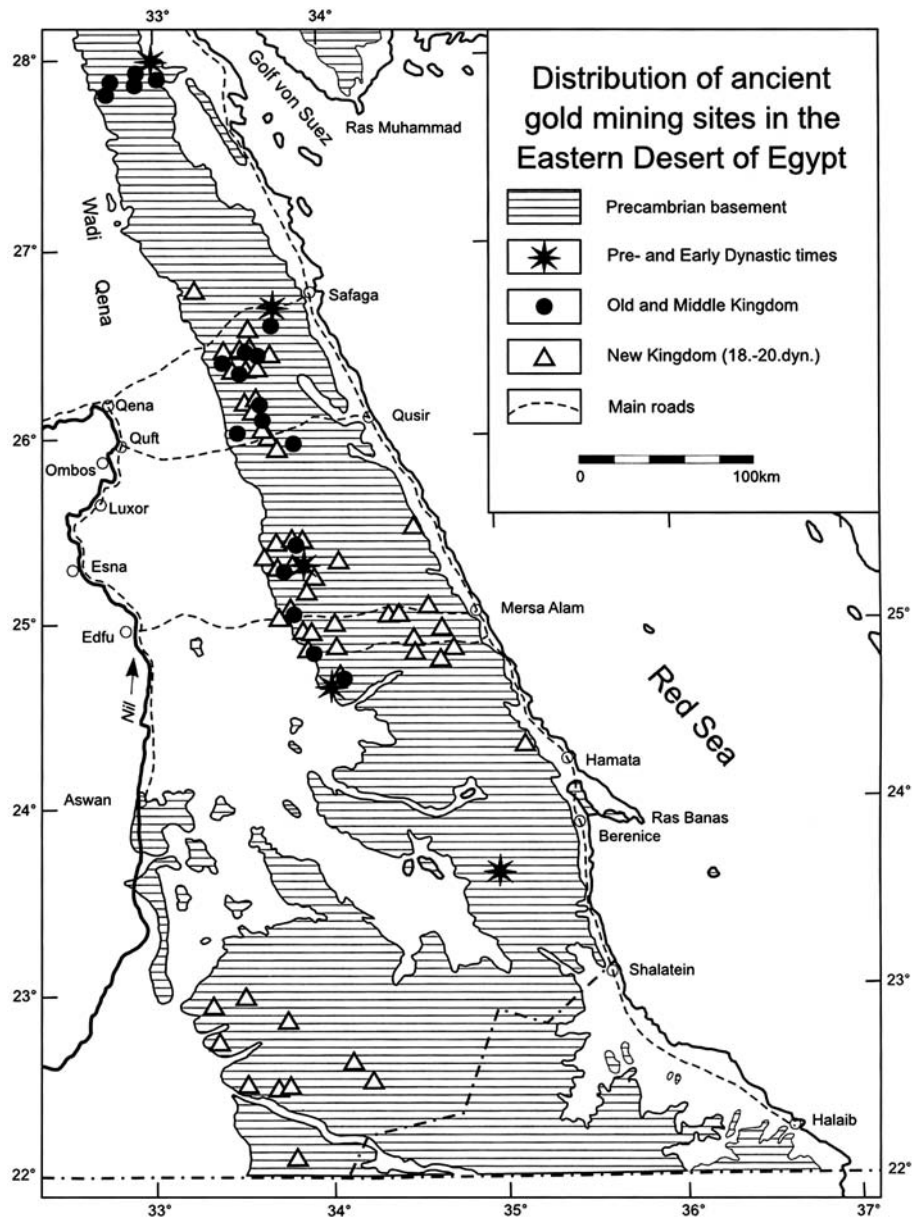 33°
34°
28°
27°
26°
25°
24°
23°
22°
Golf von Suez
Ras Muhammad
Distribution of ancient
gold mining sites in the
Eastern Desert of Egypt
Precambrian basement
Pre- and Early Dynastic times
Old and Middle Kingdom
New Kingdom (18.-20.dyn.)
Main roads
0
100km
Wadi
Qena
Safaga
Qena
Quft
Qusir
Ombos
Luxor
Esna
Mersa Alam
25°
Edfu
Nil
Red Sea
Hamata
Aswan
24°
Ras Banas
Berenice
Shalatein
23°
Halaib
22°
33°
34°
35°
36°
37°